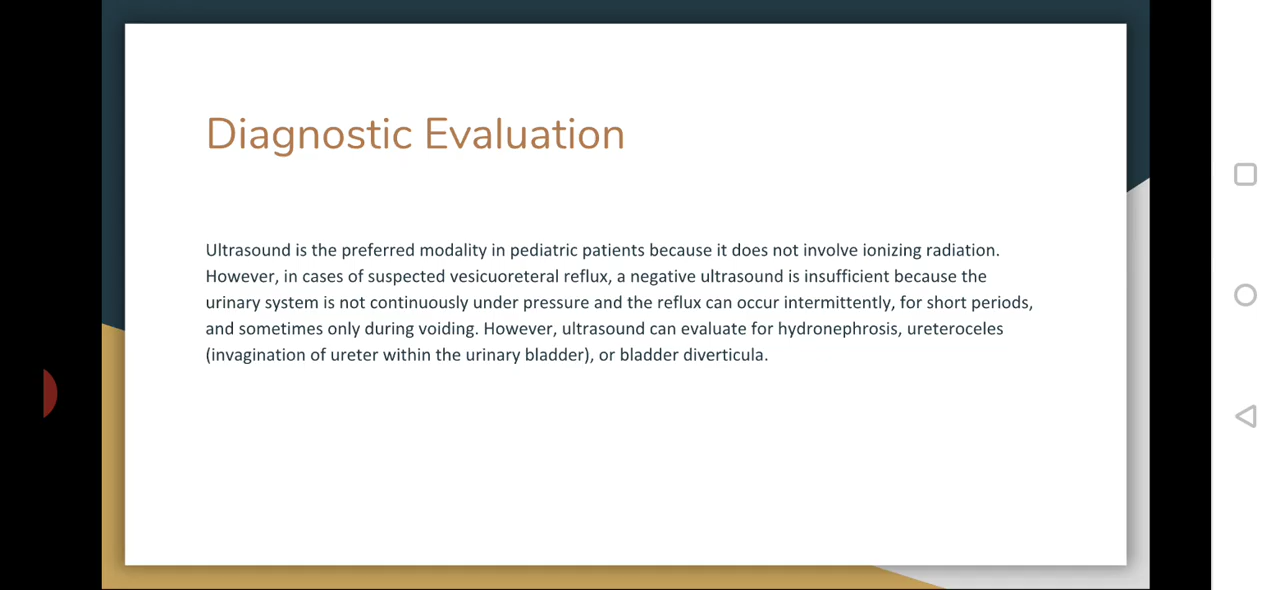 Diagnostic Evaluation
Ultrasound is the preferred modality in pediatric patients because it does not involve ionizing radiation.
However, in cases of suspected vesicuoreteral reflux, a negative ultrasound is insufficient because the
urinary system is not continuously under pressure and the reflux can occur intermittently, for short periods,
and sometimes only during voiding. However, ultrasound can evaluate for hydronephrosis, ureteroceles
(invagination of ureter within the urinary bladder), or bladder diverticula.